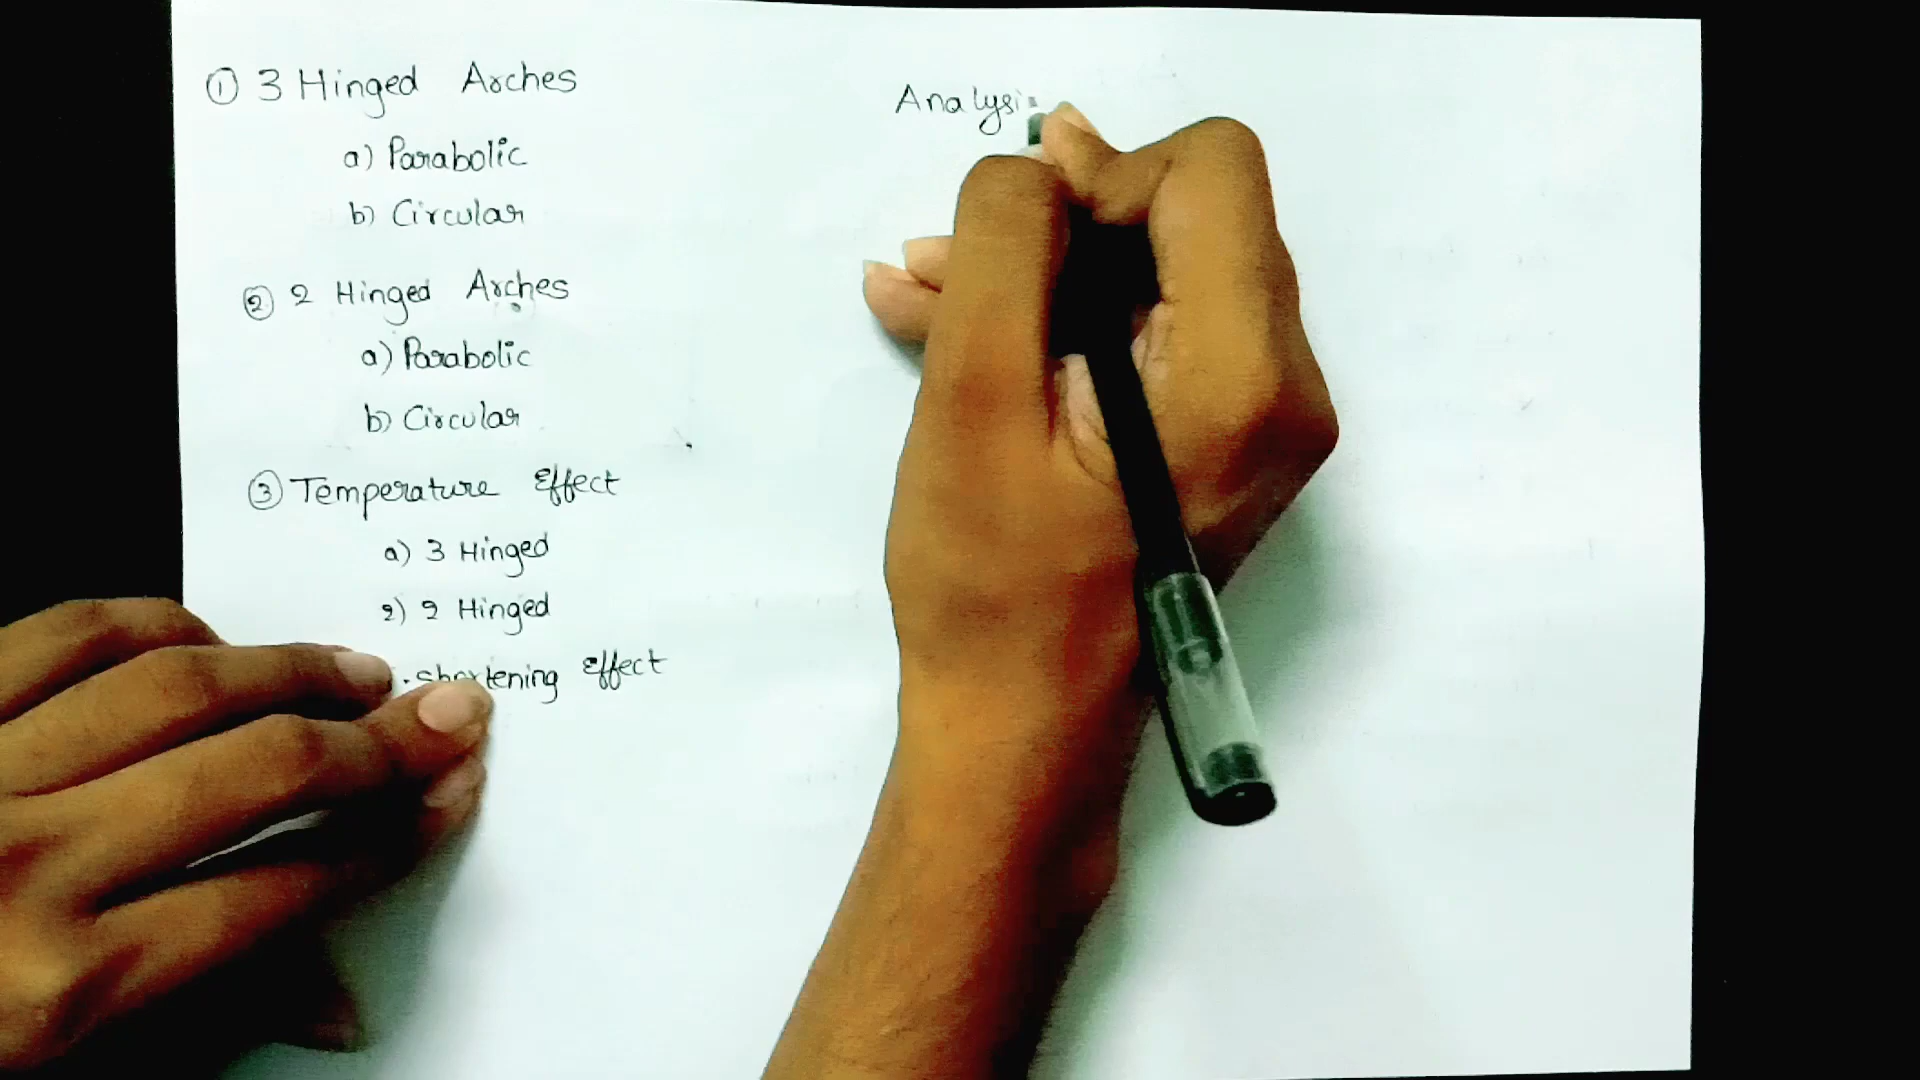 ① 3 Hinged Arches
a) Parabolic
b) Circular
② 2 Hinged Arches
a) Parabolic
b) Circular
③ Temperature Effect
a) 3 Hinged
2) 2 Hinged
shortening effect
Analysi